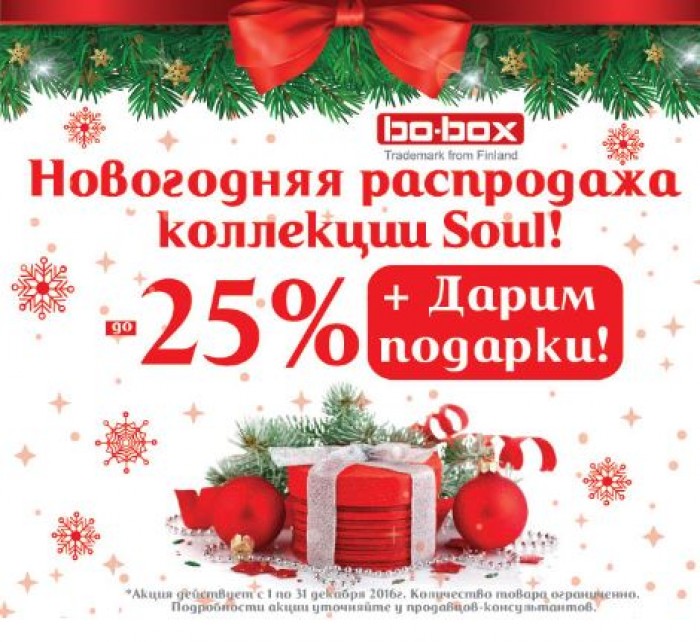 bo-box
Trademark from Finland
Новогодняя распродажа
коллекции Soul!
до -25%
+ Дарим
подарки!
*Акция действует с 1 по 31 декабря 2016г. Количество товара ограниченно.
Подробности акции уточняйте у продавцов-консультантов.